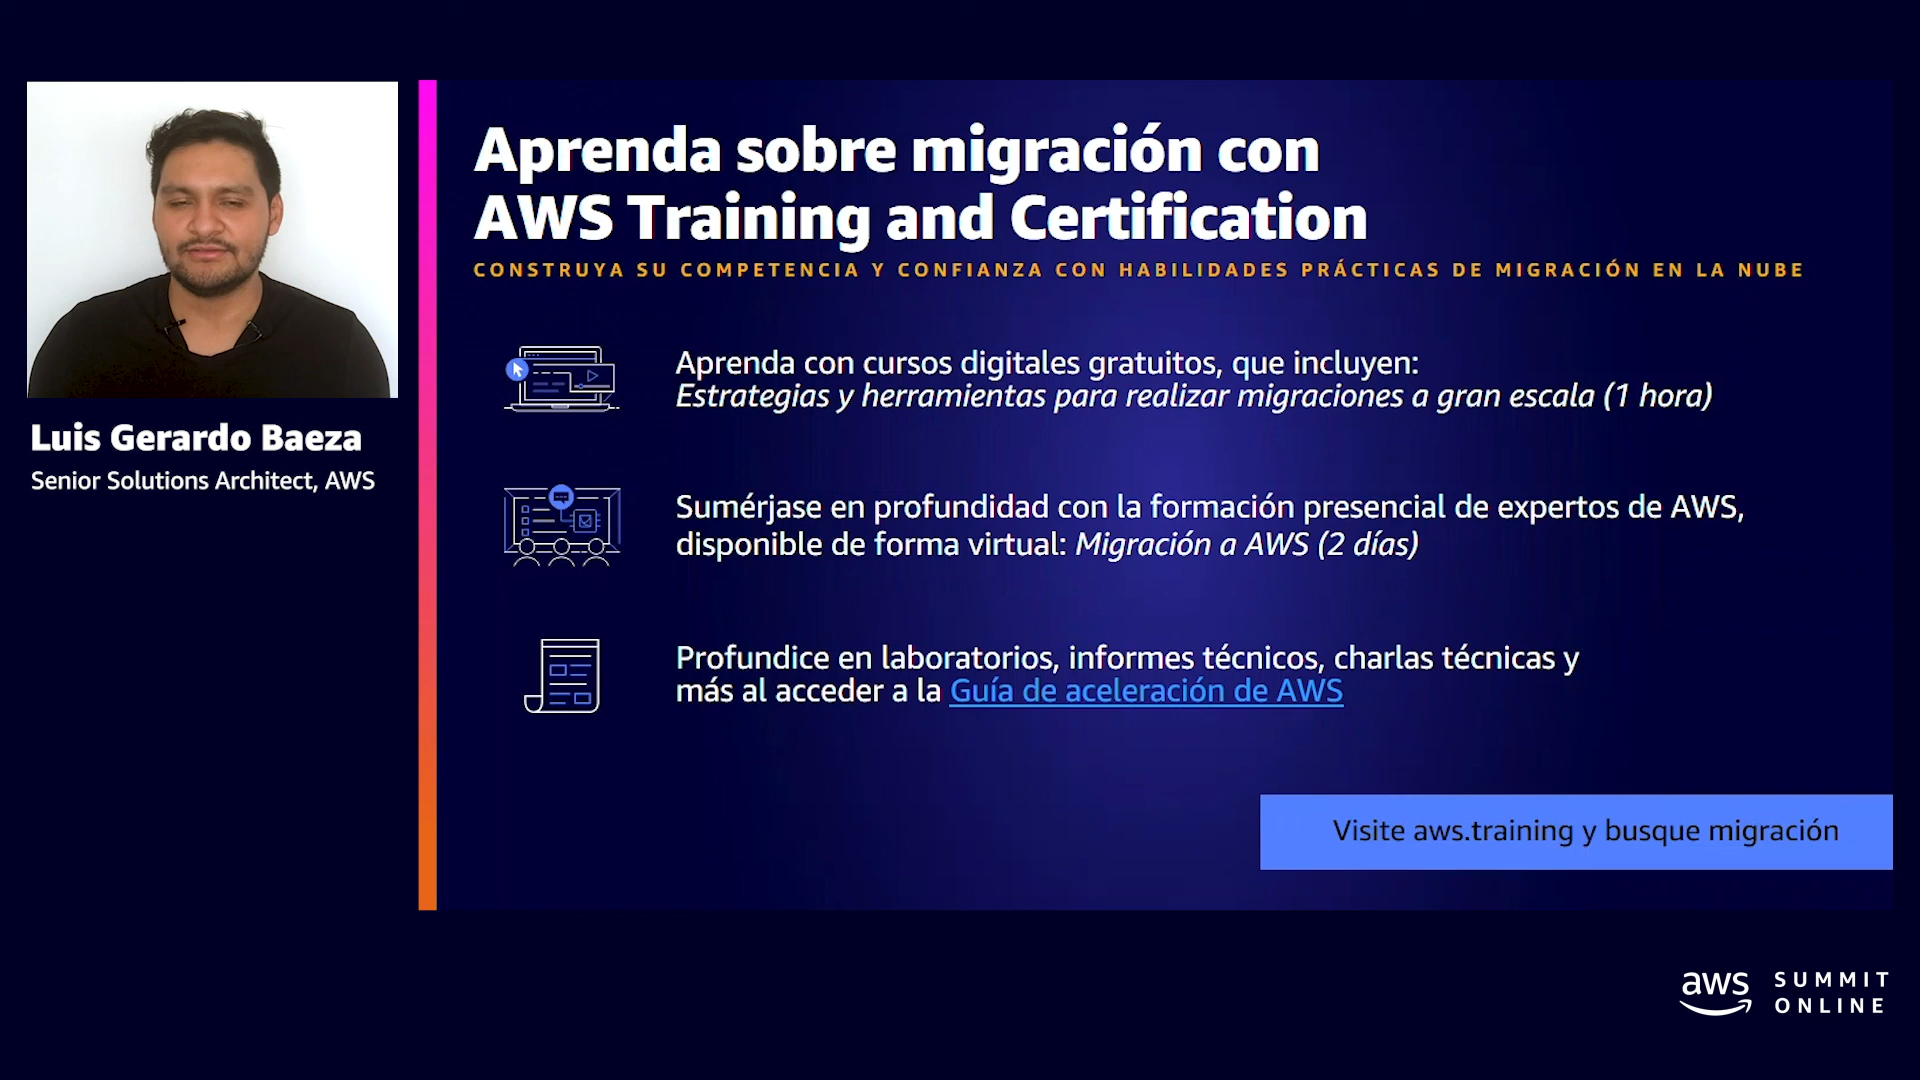 Luis Gerardo Baeza
Senior Solutions Architect, AWS
Aprenda sobre migración con
AWS Training and Certification
CONSTRUYA SU COMPETENCIA Y CONFIANZA CON HABILIDADES PRÁCTICAS DE MIGRACIÓN EN LA NUBE
Aprenda con cursos digitales gratuitos, que incluyen:
Estrategias y herramientas para realizar migraciones a gran escala (1 hora)
Sumérjase en profundidad con la formación presencial de expertos de AWS,
disponible de forma virtual: Migración a AWS (2 días)
Profundice en laboratorios, informes técnicos, charlas técnicas y
más al acceder a la Guía de aceleración de AWS
Visite aws.training y busque migración
aws SUMMIT
ONLINE